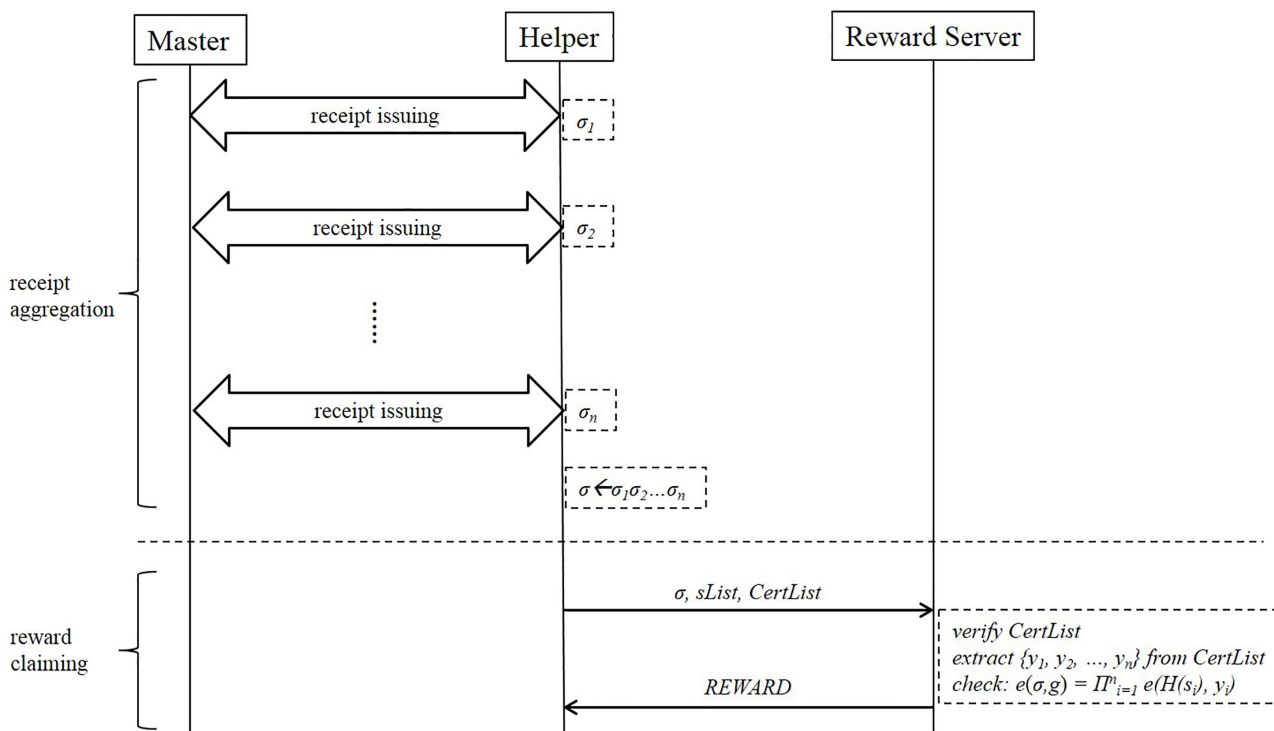 Master
Helper
Reward Server
receipt issuing
σ1
receipt issuing
σ2
receipt
aggregation
receipt issuing
σn
σ←σ1σ2…σn
σ, sList, CertList
reward
claiming
verify CertList
extract {y1, y2, …, yn} from CertList
check: e(σ,g) = Πⁿi=1 e(H(si), yi)
REWARD